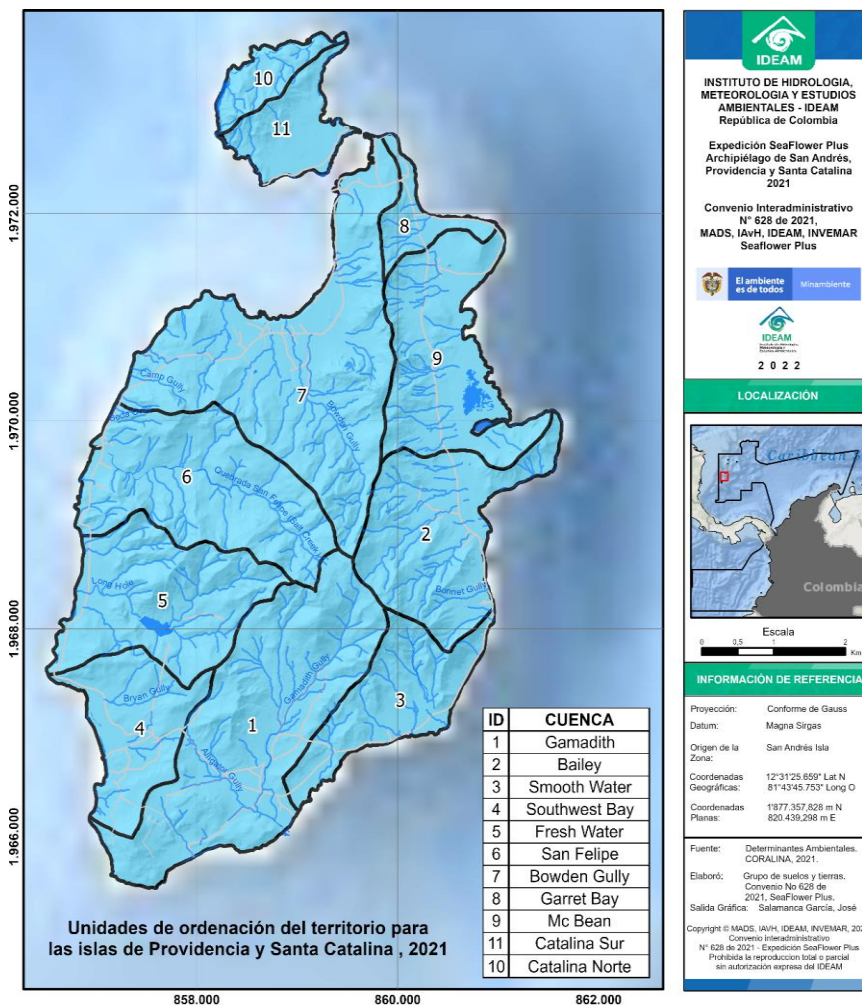 10
11
8
9
7
6
2
5
4
1
3
Camp Gully
Bowden Gully
Quebrada San Felipe (Bait Creek)
Bonnet Gully
Long Hole
Bryan Gully
Gamadith Gully
Alligator Gully
1.972.000
1.970.000
1.968.000
1.966.000
858.000
860.000
862.000
ID CUENCA
1 Gamadith
2 Bailey
3 Smooth Water
4 Southwest Bay
5 Fresh Water
6 San Felipe
7 Bowden Gully
8 Garret Bay
9 Mc Bean
11 Catalina Sur
10 Catalina Norte
Unidades de ordenación del territorio para
las islas de Providencia y Santa Catalina , 2021
IDEAM
INSTITUTO DE HIDROLOGIA,
METEOROLOGIA Y ESTUDIOS
AMBIENTALES - IDEAM
República de Colombia
Expedición SeaFlower Plus
Archipiélago de San Andrés,
Providencia y Santa Catalina
2021
Convenio Interadministrativo
N° 628 de 2021,
MADS, IAvH, IDEAM, INVEMAR
Seaflower Plus
El ambiente
es de todos
Minambiente
IDEAM
2 0 2 2
LOCALIZACIÓN
Caribbean
Colombia
Escala
0 0,5 1 2
Km
INFORMACIÓN DE REFERENCIA
Proyección: Conforme de Gauss
Datum: Magna Sirgas
Origen de la San Andrés Isla
Zona:
Coordenadas 12°31'25.659" Lat N
Geográficas: 81°43'45.753" Long O
Coordenadas 1'877.357,828 m N
Planas: 820.439,298 m E
Fuente: Determinantes Ambientales.
CORALINA, 2021.
Elaboró: Grupo de suelos y tierras.
Convenio No 628 de
2021, SeaFlower Plus.
Salida Gráfica: Salamanca García, José
Copyright © MADS, IAVH, IDEAM, INVEMAR, 202
Convenio interadministrativo
N° 628 de 2021 - Expedición SeaFlower Plus
Prohibida la reproduccion total o parcial
sin autorización expresa del IDEAM